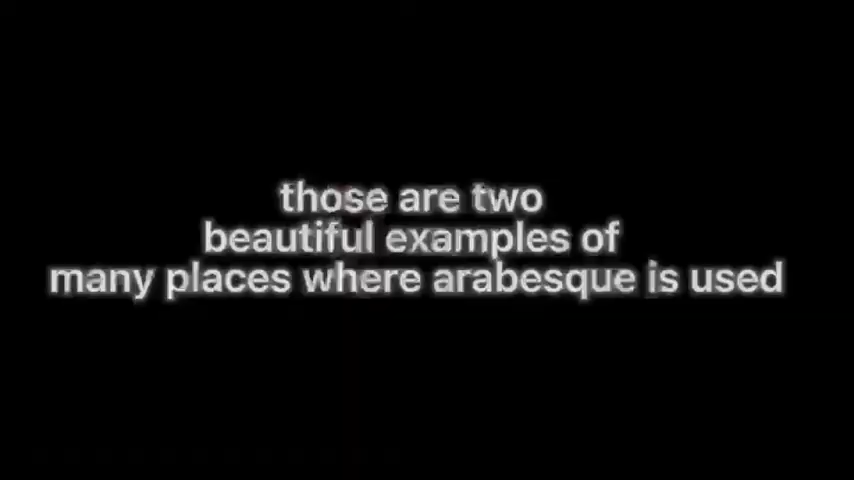 those are two
beautiful examples of
many places where arabesque is used